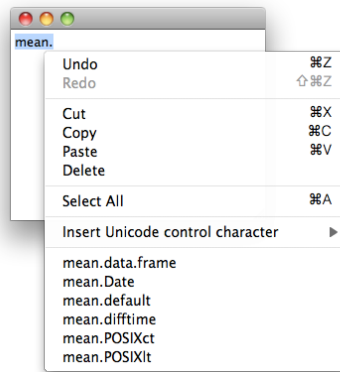 mean.
Undo ⌘Z
Redo ⇧⌘Z
Cut ⌘X
Copy ⌘C
Paste ⌘V
Delete
Select All ⌘A
Insert Unicode control character ▶
mean.data.frame
mean.Date
mean.default
mean.difftime
mean.POSIXct
mean.POSIXlt